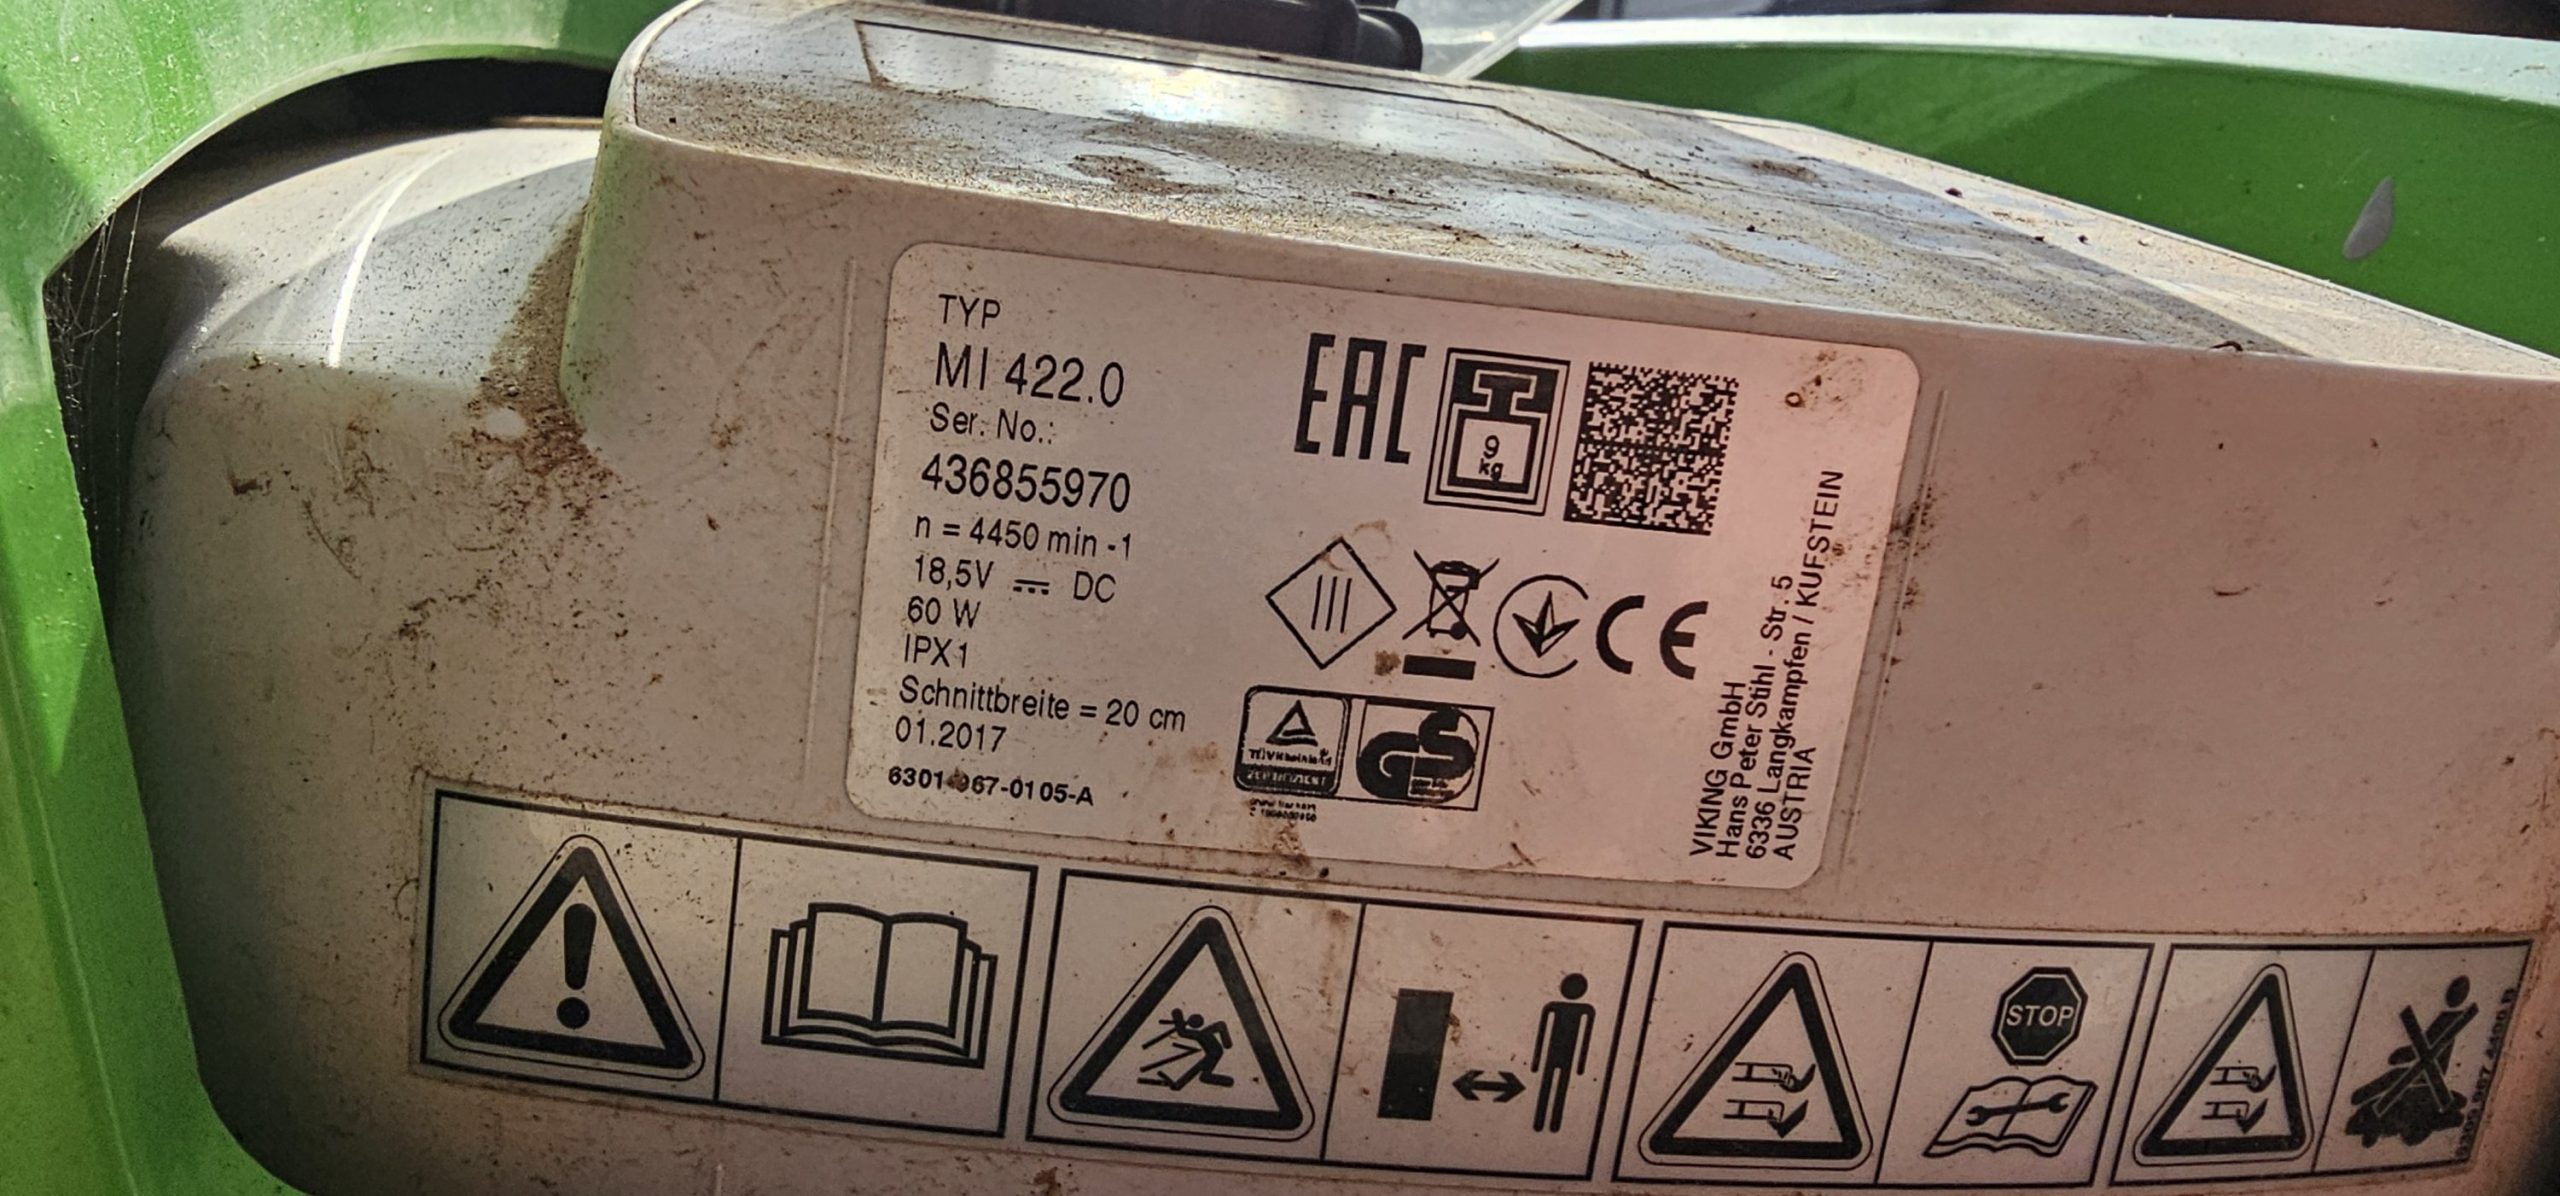 TYP
MI 422.0
Ser. No.:
436855970
n = 4450 min -1
18,5V DC
60 W
IPX1
Schnittbreite = 20 cm
01.2017
EAC
9
kg
CE
GS
VIKING GmbH
Hans Peter Stihl - Str. 5
6336 Langkampfen / KUFSTEIN
AUSTRIA
STOP